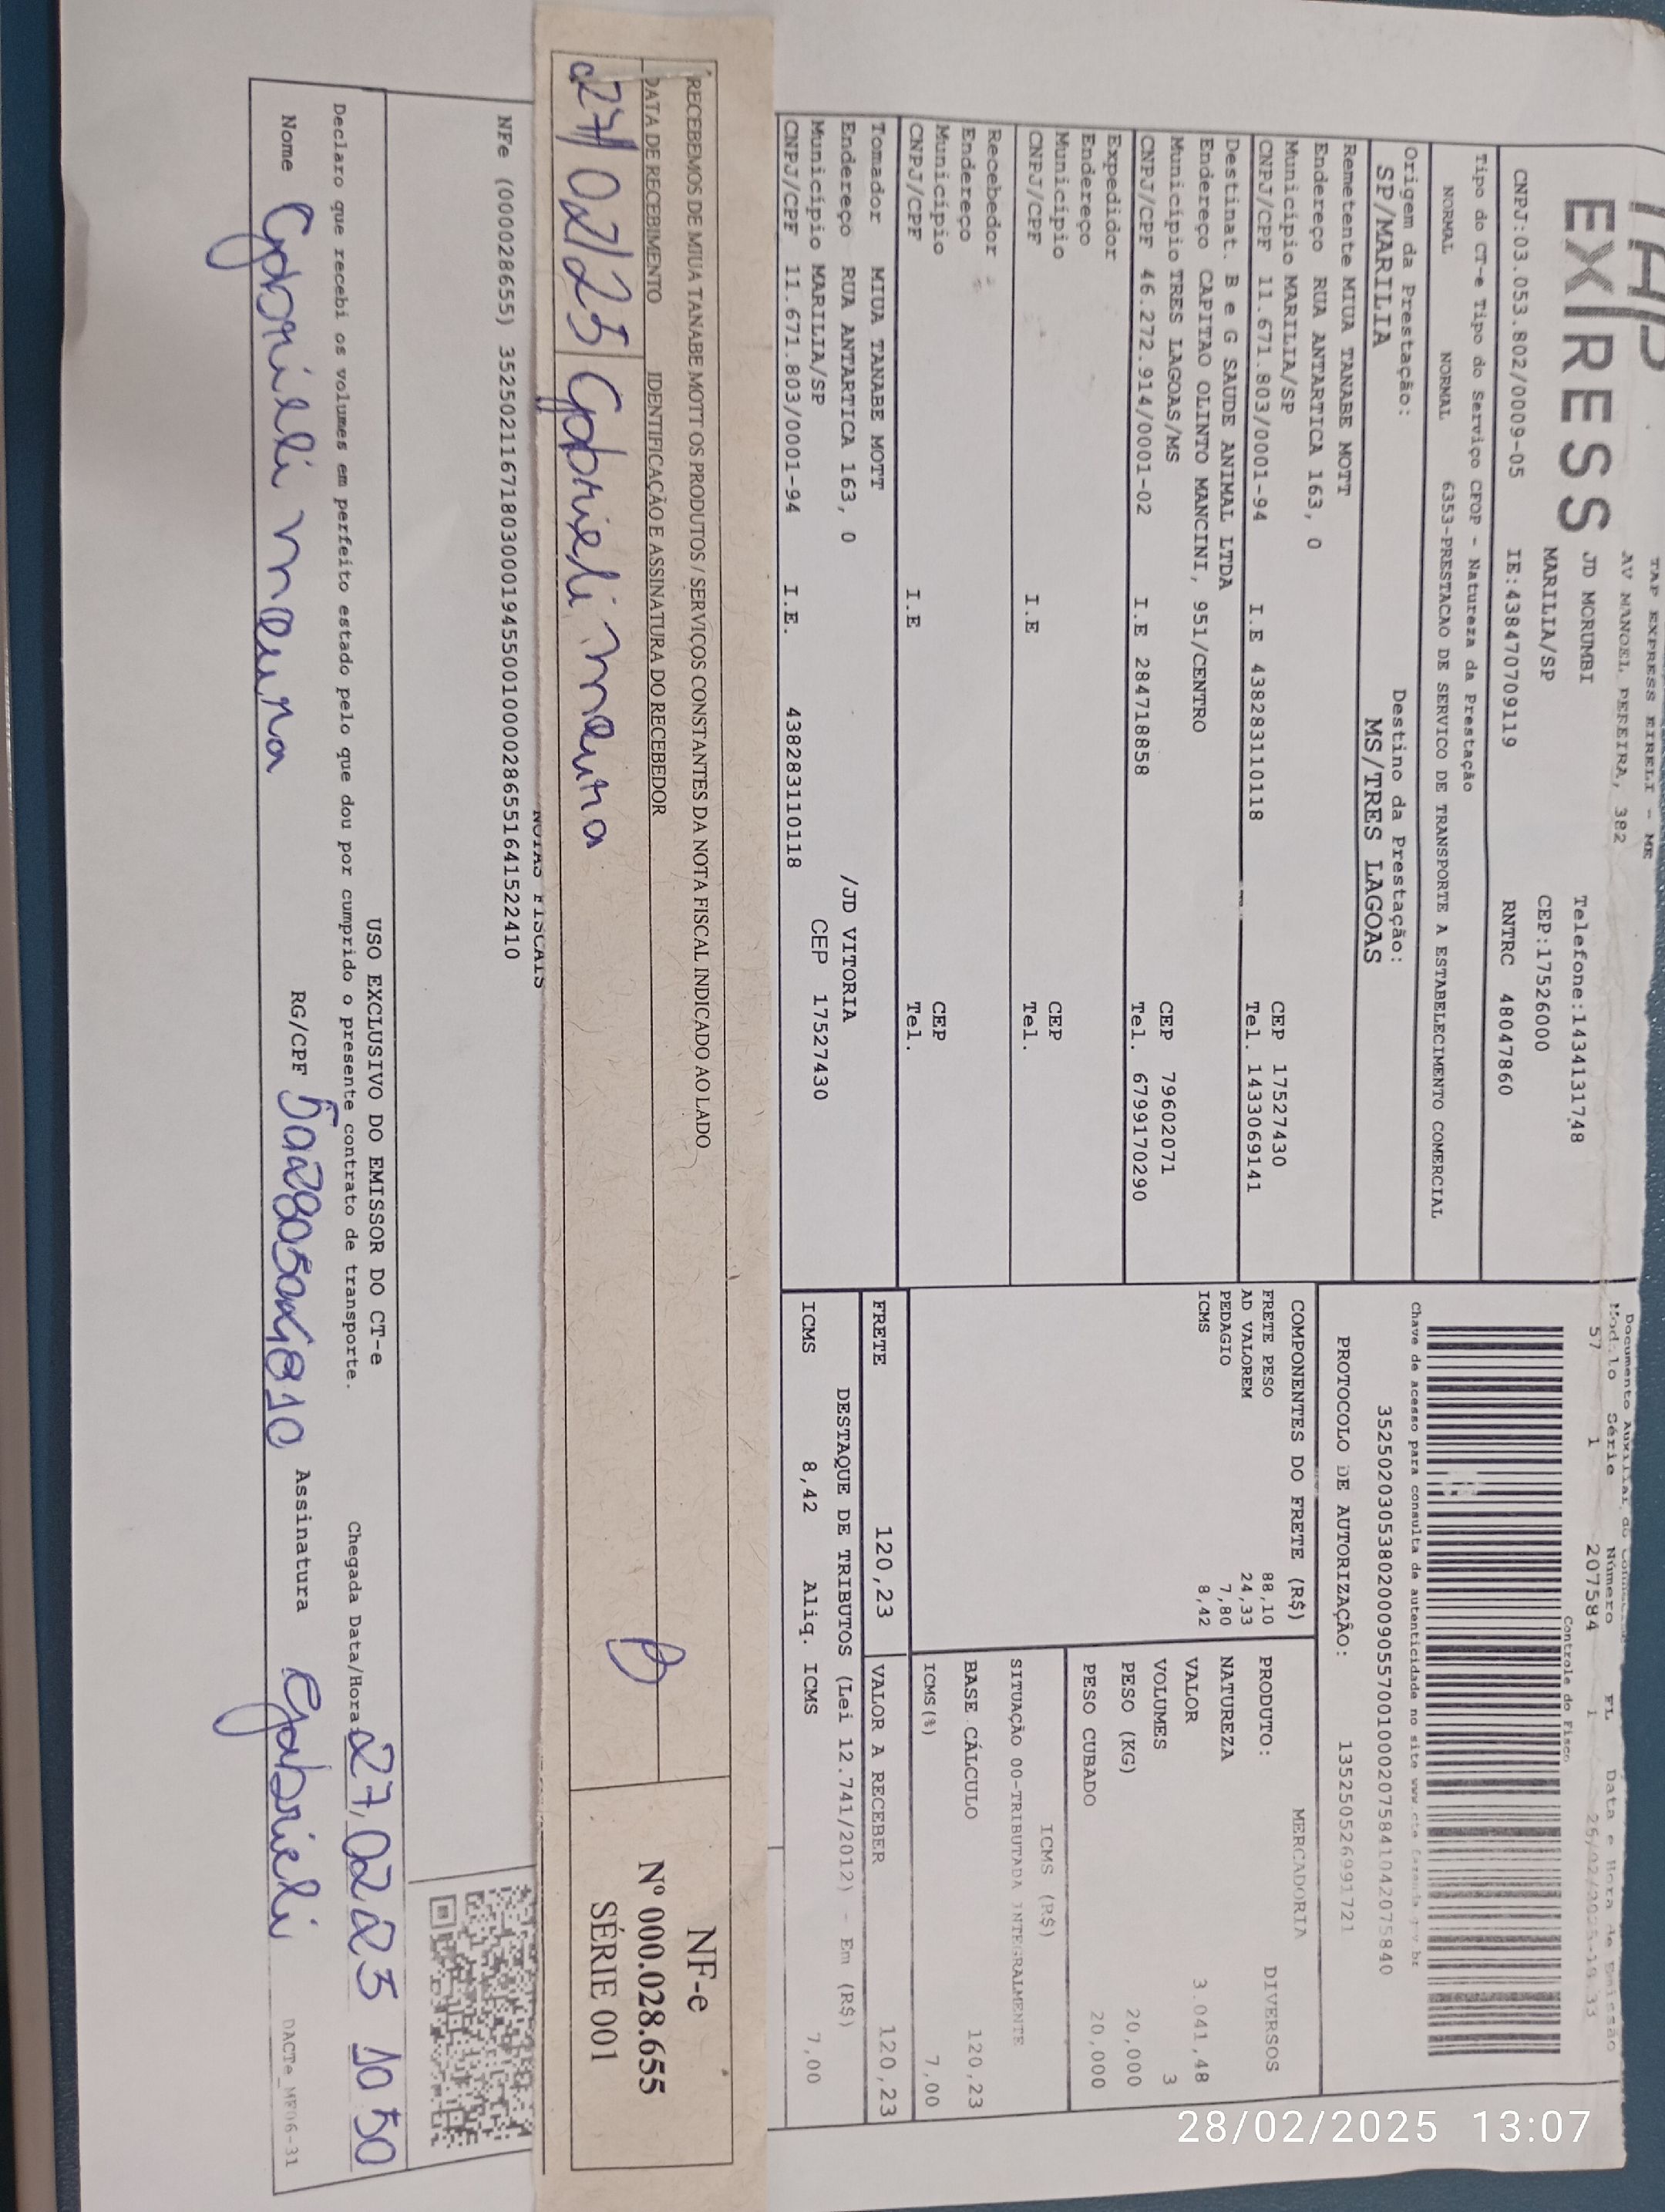 TAP
EXPRESS
TAP EXPRESS EIRELI - ME
AV MANOEL PEREIRA, 382
JD MORUMBI Telefone:1434131748
MARILIA/SP CEP:17526000
CNPJ:03.053.802/0009-05 IE:438470709119 RNTRC 48047860
Tipo do CT-e Tipo do Serviço CFOP - Natureza da Prestação
NORMAL NORMAL 6353-PRESTACAO DE SERVICO DE TRANSPORTE A ESTABELECIMENTO COMERCIAL
Origem da Prestação: Destino da Prestação:
SP/MARILIA MS/TRES LAGOAS
Documento Auxiliar do
Modelo Série Número FL Data e Hora de Emissão
57 1 207584 1
Controle do Fisco
Chave de acesso para consulta de autenticidade no site
PROTOCOLO DE AUTORIZAÇÃO:
Remetente MIUA TANABE MOTT
Endereço RUA ANTARTICA 163, 0
Município MARILIA/SP CEP 17527430
CNPJ/CPF 11.671.803/0001-94 I.E 438283110118 Tel. 1433069141
Destinat. B e G SAUDE ANIMAL LTDA
Endereço CAPITAO OLINTO MANCINI, 951/CENTRO
Município TRES LAGOAS/MS CEP 79602071
CNPJ/CPF 46.272.914/0001-02 I.E 284718858 Tel. 6799170290
Expedidor
Endereço
Município CEP
CNPJ/CPF I.E Tel.
Recebedor
Endereço
Município CEP
CNPJ/CPF I.E Tel.
Tomador MIUA TANABE MOTT
Endereço RUA ANTARTICA 163, 0 /JD VITORIA
Município MARILIA/SP CEP 17527430
CNPJ/CPF 11.671.803/0001-94 I.E. 438283110118
COMPONENTES DO FRETE (R$)
FRETE PESO 88,10
AD VALOREM 24,33
PEDAGIO 7,80
ICMS 8,42
MERCADORIA
PRODUTO: DIVERSOS
NATUREZA
VALOR 3.041,48
VOLUMES 3
PESO (KG) 20,000
PESO CUBADO 20,000
ICMS (R$)
SITUAÇÃO 00-TRIBUTADA INTEGRALMENTE
BASE CÁLCULO 120,23
ICMS(%) 7,00
FRETE 120,23 VALOR A RECEBER 120,23
DESTAQUE DE TRIBUTOS (Lei 12.741/2012) - Em (R$)
ICMS 8,42 Aliq. ICMS 7,00
RECEBEMOS DE MIUA TANABE MOTT OS PRODUTOS / SERVIÇOS CONSTANTES DA NOTA FISCAL INDICADO AO LADO
DATA DE RECEBIMENTO IDENTIFICAÇÃO E ASSINATURA DO RECEBEDOR
27/02/25 Gabrieli
NF-e
Nº 000.028.655
SÉRIE 001
NOTAS FISCAIS
NFe (000028655) 35250211671803000194550010000286551641522410
USO EXCLUSIVO DO EMISSOR DO CT-e
Declaro que recebi os volumes em perfeito estado pelo que dou por cumprido o presente contrato de transporte.
Chegada Data/Hora 27/02/25 10 50
Nome Gabrieli RG/CPF Assinatura Gabrieli
DACTe_MF06-31
28/02/2025 13:07